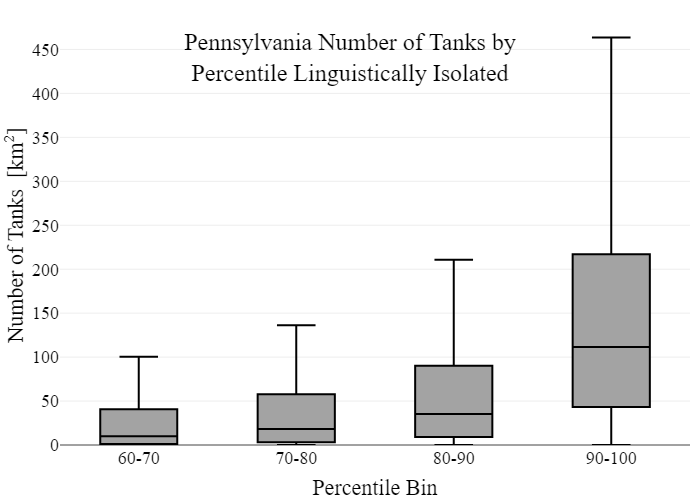 Pennsylvania Number of Tanks by
Percentile Linguistically Isolated
Number of Tanks [km²]
450
400
350
300
250
200
150
100
50
0
60-70 70-80 80-90 90-100
Percentile Bin